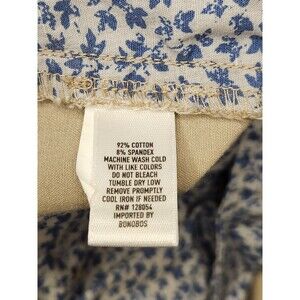 92% COTTON
8% SPANDEX
MACHINE WASH COLD
WITH LIKE COLORS
DO NOT BLEACH
TUMBLE DRY LOW
REMOVE PROMPTLY
COOL IRON IF NEEDED
RN# 128054
IMPORTED BY
BONOBOS